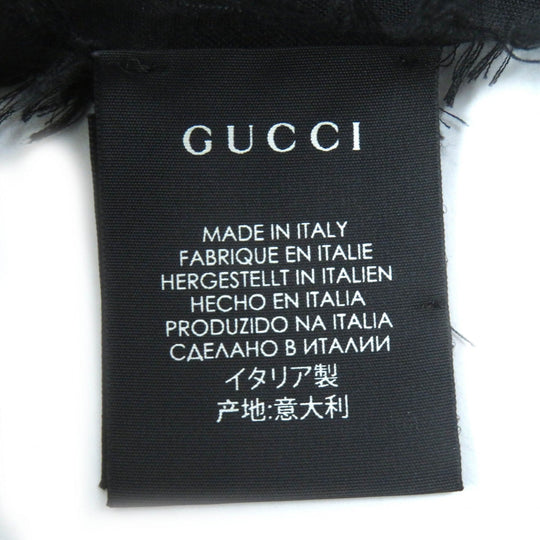 GUCCI
MADE IN ITALY
FABRIQUE EN ITALIE
HERGESTELLT IN ITALIEN
HECHO EN ITALIA
PRODUZIDO NA ITALIA
СДЕЛАНО В ИТАЛИИ
イタリア製
产地:意大利